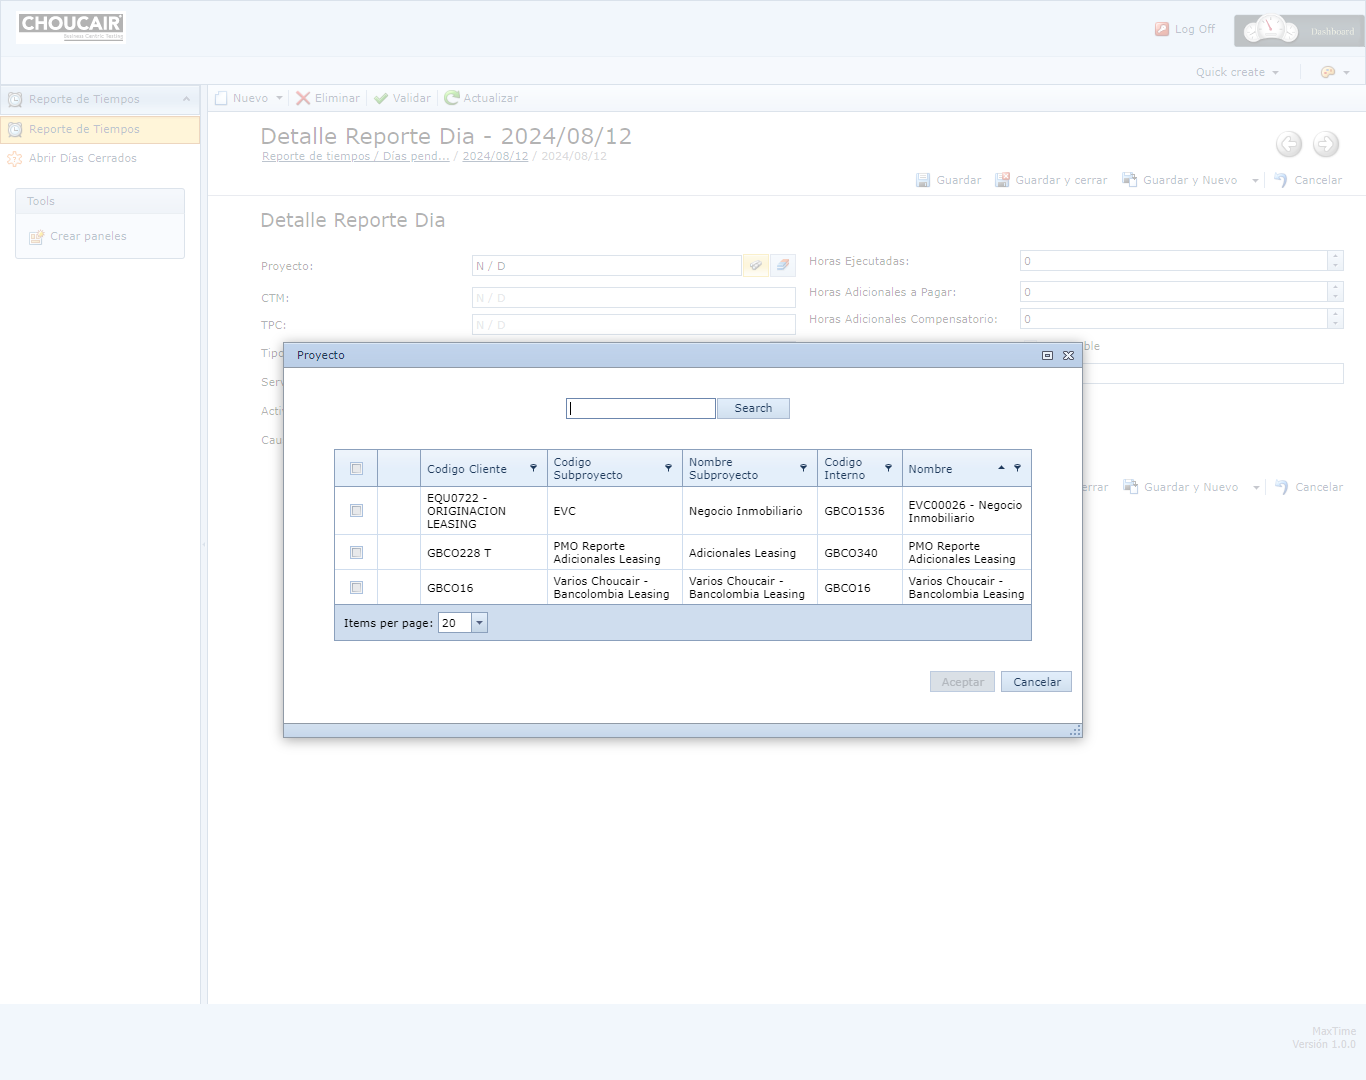 CHOUCAIR
Business Centric Testing
Log Off
Dashboard
Quick create
Reporte de Tiempos
Reporte de Tiempos
Abrir Días Cerrados
Tools
Crear paneles
Nuevo
Eliminar
Validar
Actualizar
Detalle Reporte Dia - 2024/08/12
Reporte de tiempos / Días pend... / 2024/08/12 / 2024/08/12
Guardar
Guardar y cerrar
Guardar y Nuevo
Cancelar
Detalle Reporte Dia
Proyecto:
N / D
Horas Ejecutadas:
0
CTM:
N / D
Horas Adicionales a Pagar:
0
TPC:
N / D
Horas Adicionales Compensatorio:
0
Tipo
ble
Serv
Acti
Cau
Proyecto
Search
Codigo Cliente
Codigo
Subproyecto
Nombre
Subproyecto
Codigo
Interno
Nombre
EQU0722 -
ORIGINACION
LEASING
EVC
Negocio Inmobiliario
GBCO1536
EVC00026 - Negocio
Inmobiliario
GBCO228 T
PMO Reporte
Adicionales Leasing
Adicionales Leasing
GBCO340
PMO Reporte
Adicionales Leasing
GBCO16
Varios Choucair -
Bancolombia Leasing
Varios Choucair -
Bancolombia Leasing
GBCO16
Varios Choucair -
Bancolombia Leasing
Items per page: 20
Aceptar
Cancelar
errar
Guardar y Nuevo
Cancelar
MaxTime
Versión 1.0.0